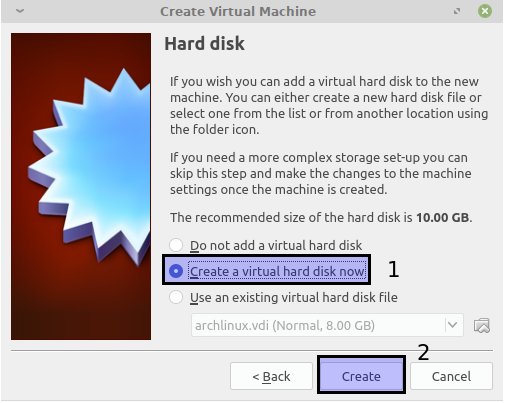 Create Virtual Machine
Hard disk
If you wish you can add a virtual hard disk to the new
machine. You can either create a new hard disk file or
select one from the list or from another location using
the folder icon.
If you need a more complex storage set-up you can
skip this step and make the changes to the machine
settings once the machine is created.
The recommended size of the hard disk is 10.00 GB.
Do not add a virtual hard disk
Create a virtual hard disk now 1
Use an existing virtual hard disk file
archlinux.vdi (Normal, 8.00 GB)
2
< Back Create Cancel